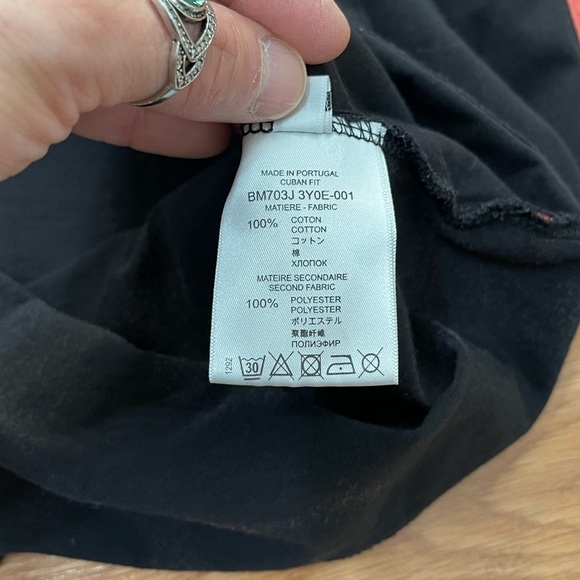 MADE IN PORTUGAL
CUBAN FIT
BM703J 3Y0E-001
MATIERE - FABRIC
100% COTON
COTTON
コットン
棉
ХЛОПОК
MATEIRE SECONDAIRE
SECOND FABRIC
100% POLYESTER
POLYESTER
ポリエステル
聚酯纤维
ПОЛИЭФИР
1292
30